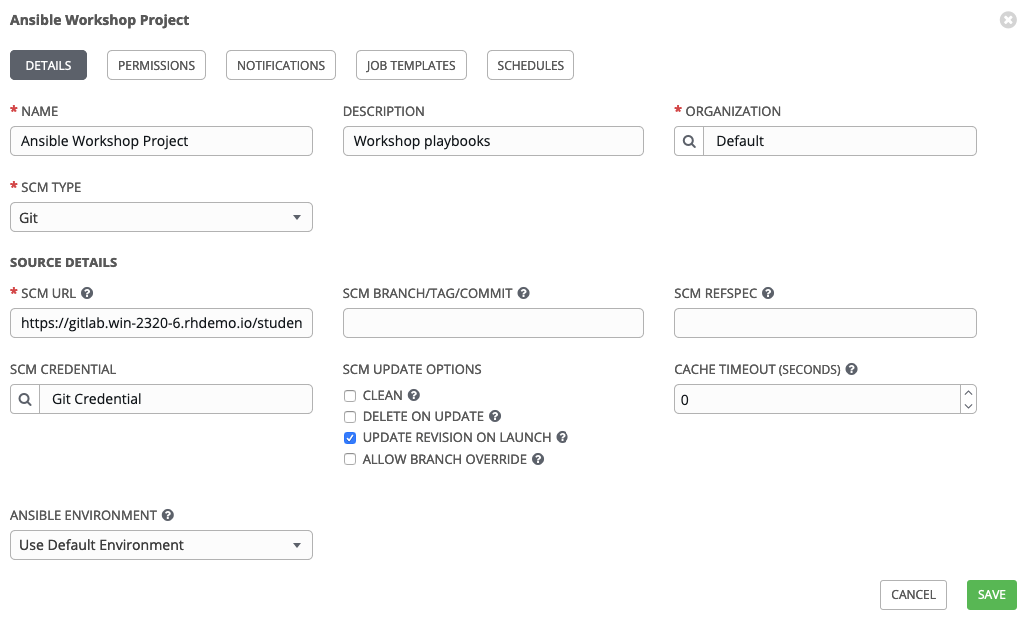 Ansible Workshop Project
DETAILS PERMISSIONS NOTIFICATIONS JOB TEMPLATES SCHEDULES
* NAME DESCRIPTION * ORGANIZATION
Ansible Workshop Project Workshop playbooks Default
* SCM TYPE
Git
SOURCE DETAILS
* SCM URL ? SCM BRANCH/TAG/COMMIT ? SCM REFSPEC ?
https://gitlab.win-2320-6.rhdemo.io/studen
SCM CREDENTIAL SCM UPDATE OPTIONS CACHE TIMEOUT (SECONDS) ?
Git Credential CLEAN ? 0
DELETE ON UPDATE ?
UPDATE REVISION ON LAUNCH ?
ALLOW BRANCH OVERRIDE ?
ANSIBLE ENVIRONMENT ?
Use Default Environment
CANCEL SAVE